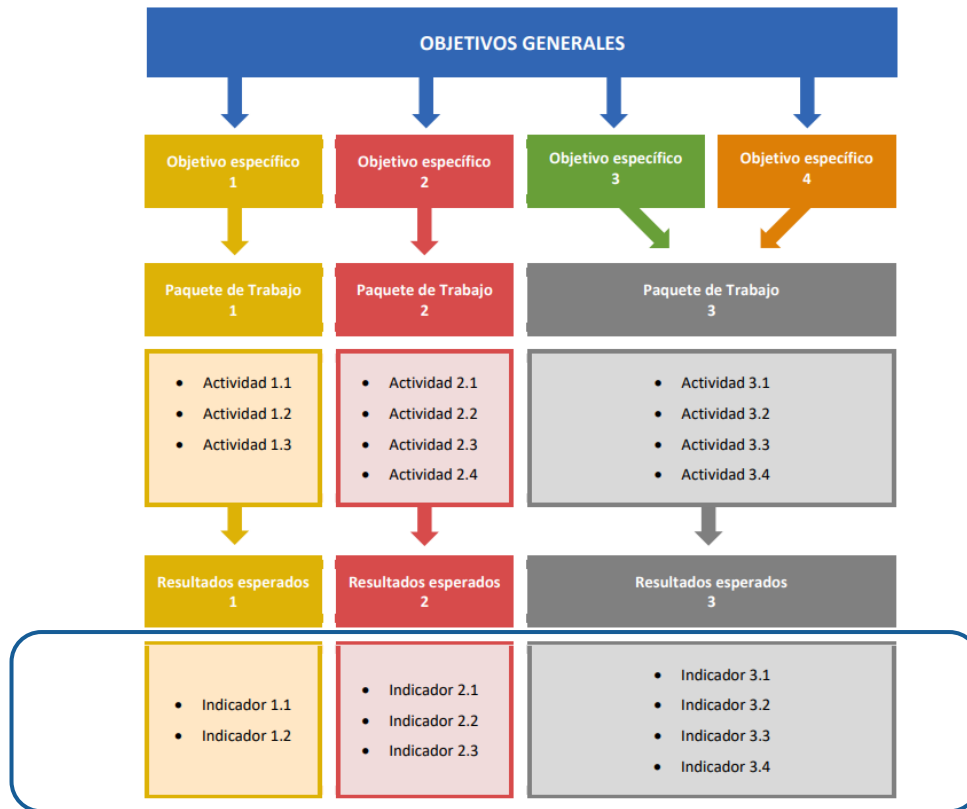 OBJETIVOS GENERALES
Objetivo específico
1
Objetivo específico
2
Objetivo específico
3
Objetivo específico
4
Paquete de Trabajo
1
Paquete de Trabajo
2
Paquete de Trabajo
3
• Actividad 1.1
• Actividad 1.2
• Actividad 1.3
• Actividad 2.1
• Actividad 2.2
• Actividad 2.3
• Actividad 2.4
• Actividad 3.1
• Actividad 3.2
• Actividad 3.3
• Actividad 3.4
Resultados esperados
1
Resultados esperados
2
Resultados esperados
3
• Indicador 1.1
• Indicador 1.2
• Indicador 2.1
• Indicador 2.2
• Indicador 2.3
• Indicador 3.1
• Indicador 3.2
• Indicador 3.3
• Indicador 3.4